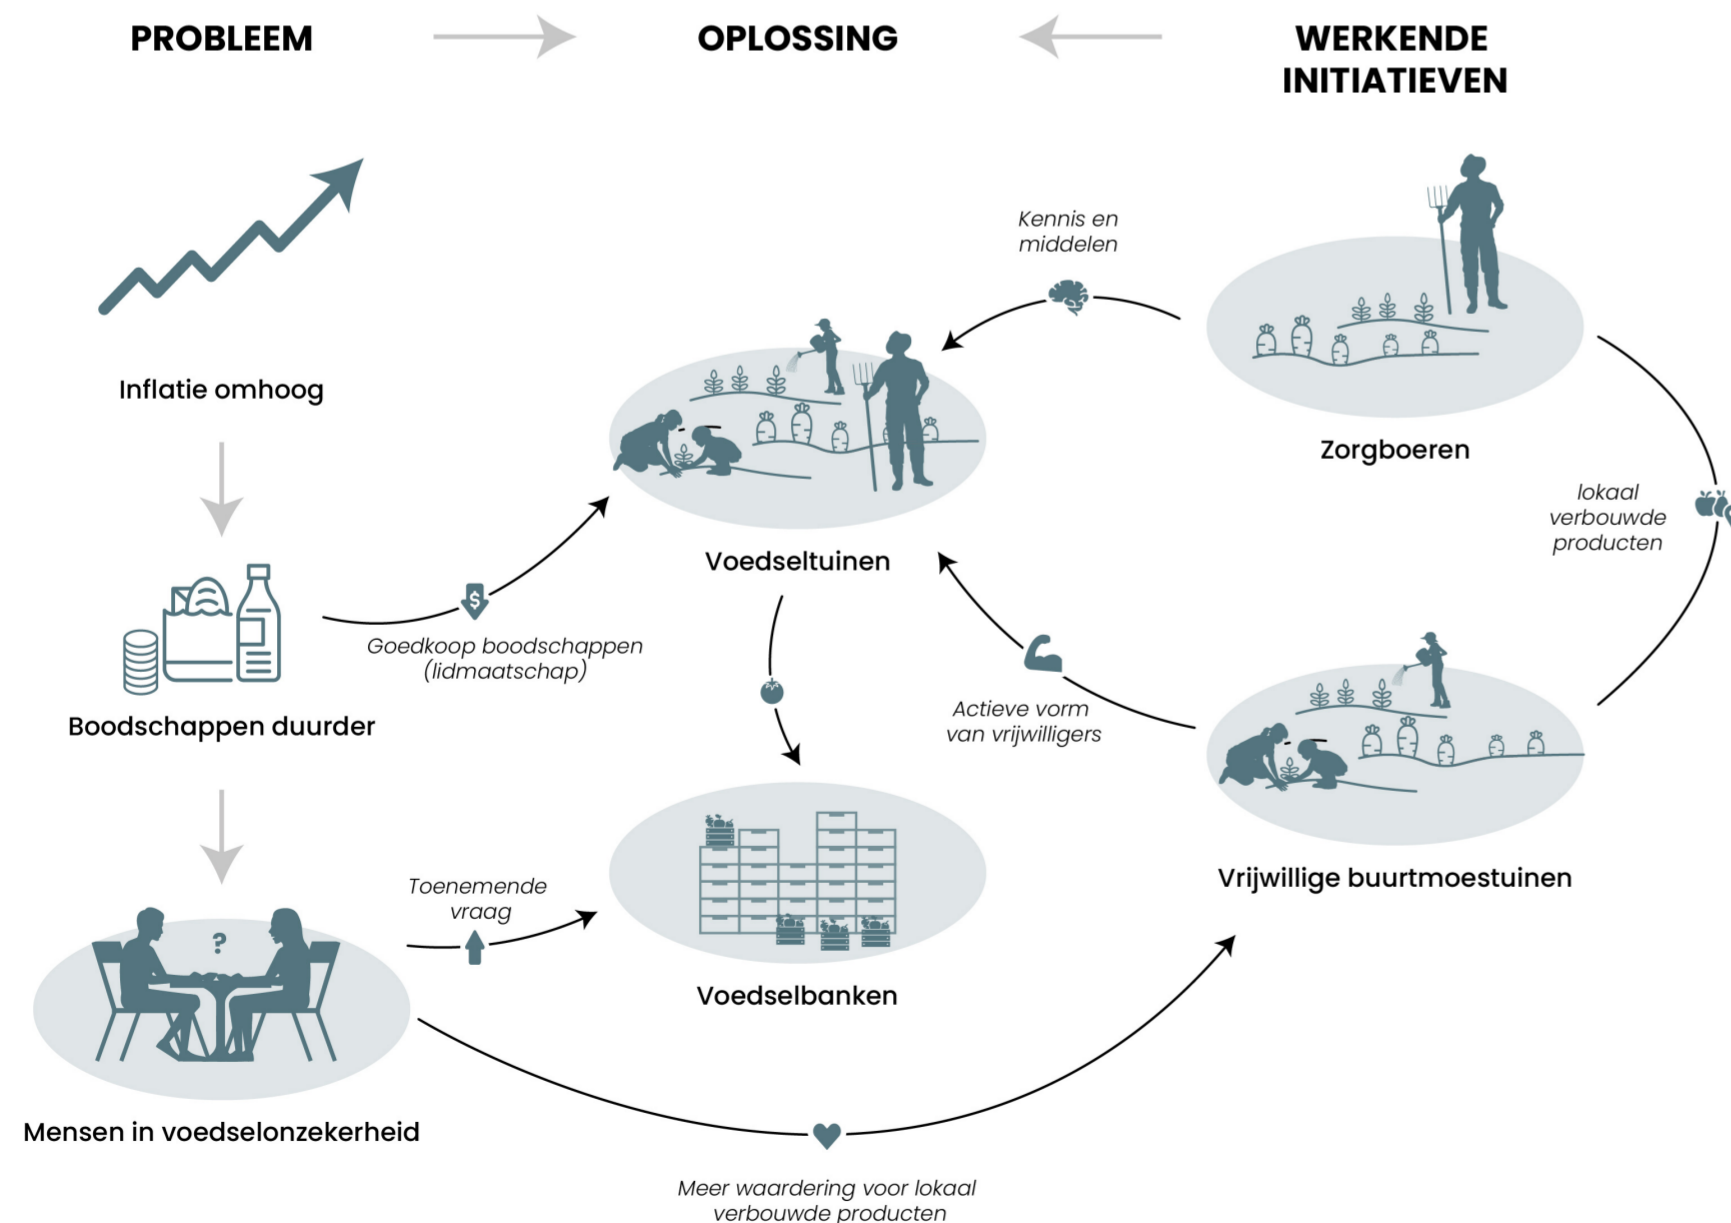 PROBLEEM
OPLOSSING
WERKENDE
INITIATIEVEN
Inflatie omhoog
Boodschappen duurder
?
Mensen in voedselonzekerheid
$
Goedkoop boodschappen
(lidmaatschap)
Toenemende
vraag
Voedseltuinen
Voedselbanken
Kennis en
middelen
Actieve vorm
van vrijwilligers
Zorgboeren
lokaal
verbouwde
producten
Vrijwillige buurtmoestuinen
Meer waardering voor lokaal
verbouwde producten